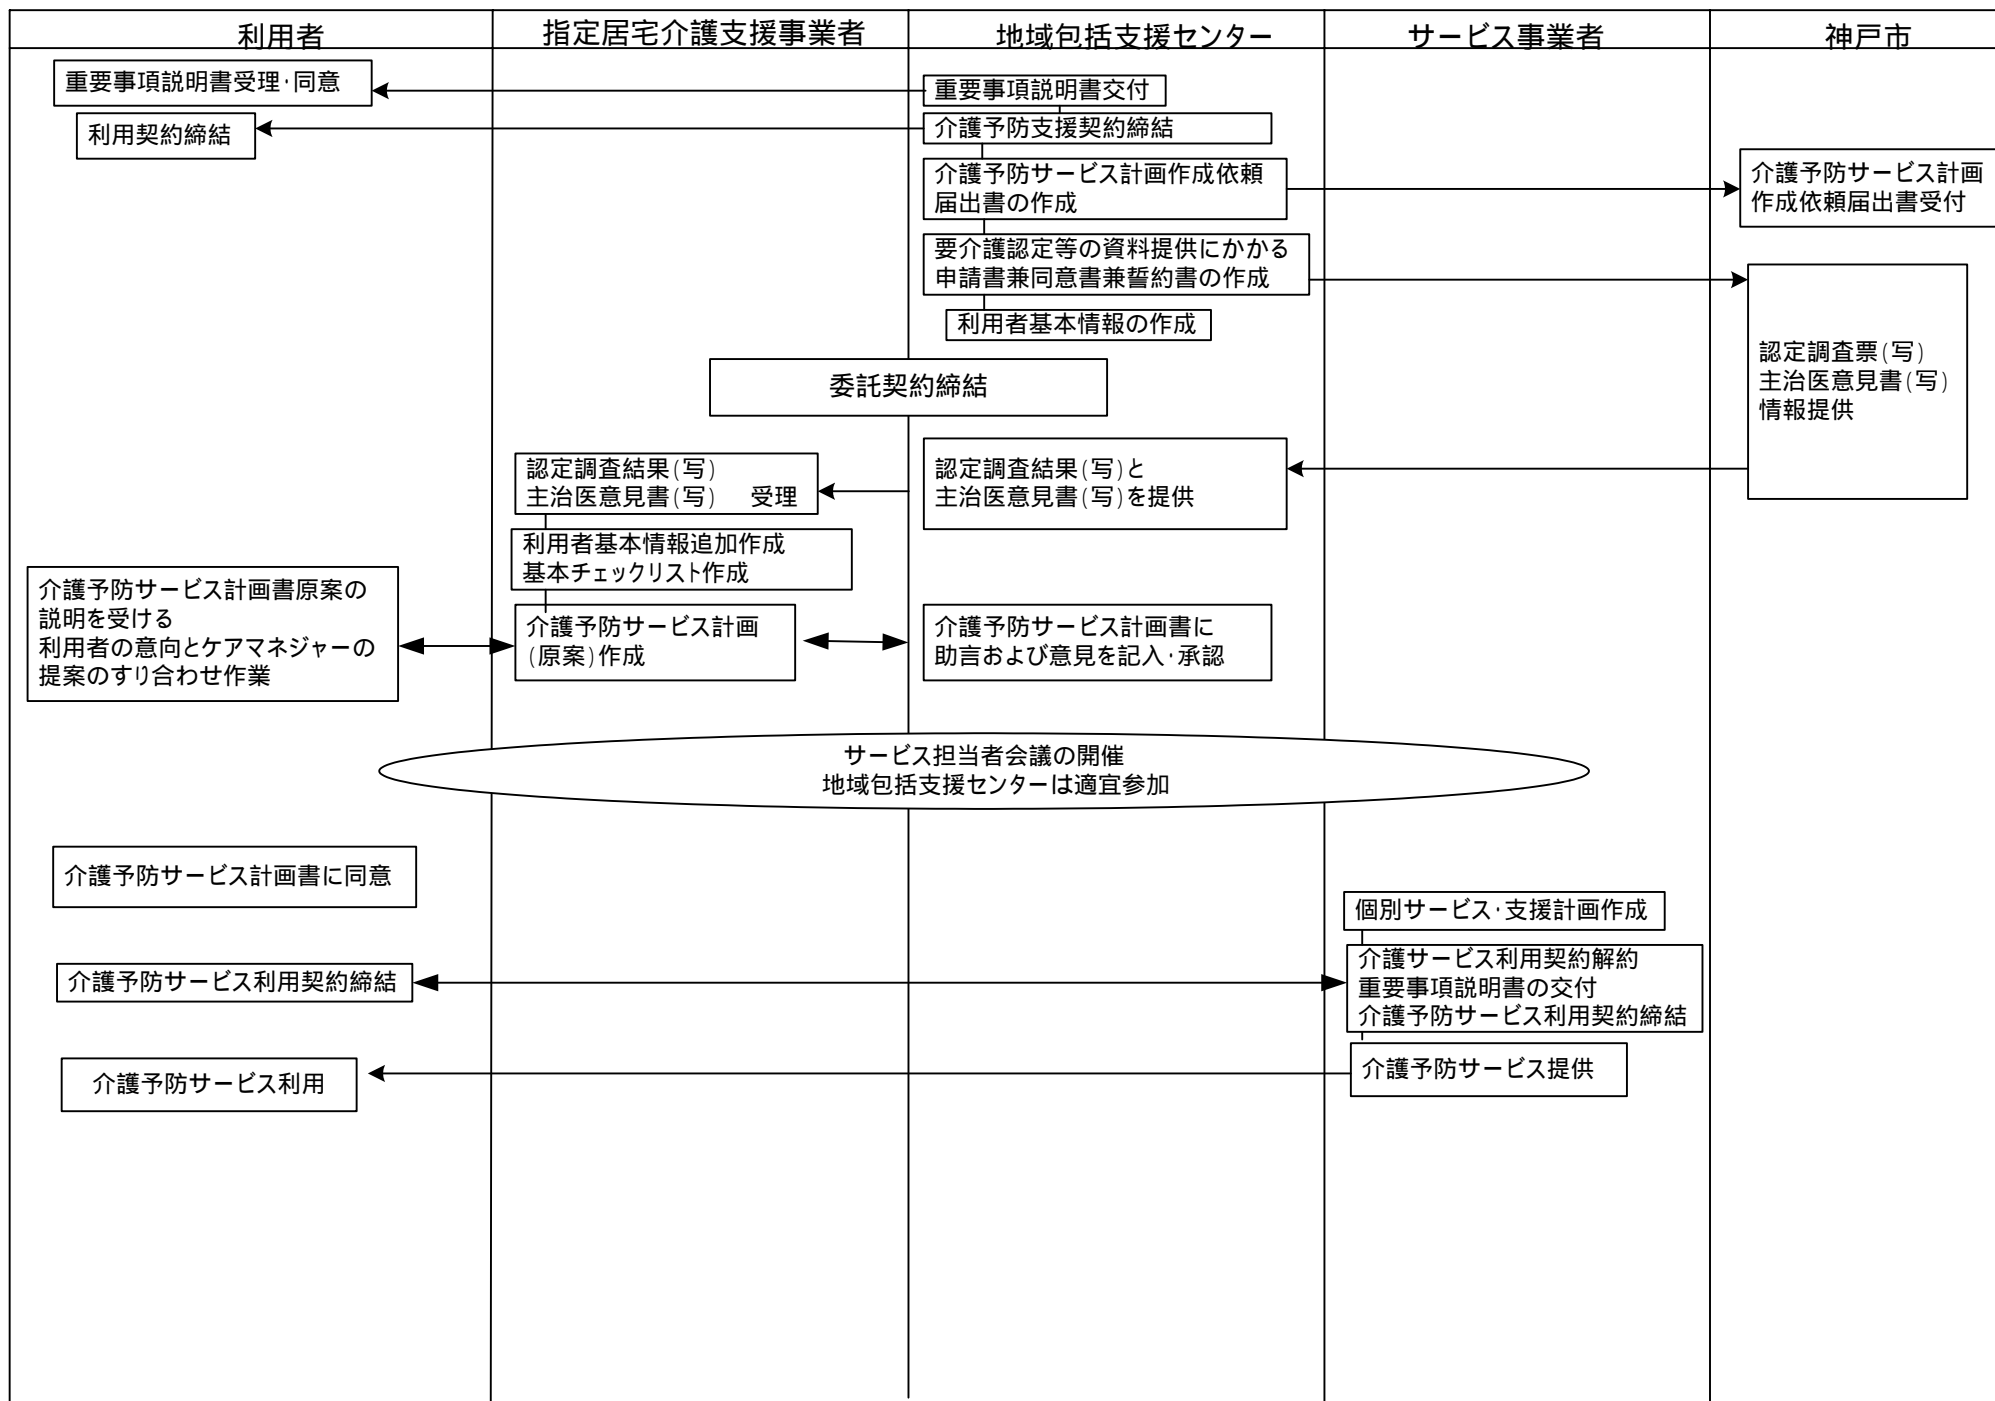 利用者
指定居宅介護支援事業者
地域包括支援センター
サービス事業者
神戸市
重要事項説明書受理・同意
重要事項説明書交付
利用契約締結
介護予防支援契約締結
介護予防サービス計画作成依頼
届出書の作成
介護予防サービス計画
作成依頼届出書受付
要介護認定等の資料提供にかかる
申請書兼同意書兼誓約書の作成
利用者基本情報の作成
認定調査票(写)
主治医意見書(写)
情報提供
委託契約締結
認定調査結果(写)
主治医意見書(写) 受理
認定調査結果(写)と
主治医意見書(写)を提供
利用者基本情報追加作成
基本チェックリスト作成
介護予防サービス計画書原案の
説明を受ける
利用者の意向とケアマネジャーの
提案のすり合わせ作業
介護予防サービス計画
(原案)作成
介護予防サービス計画書に
助言および意見を記入・承認
サービス担当者会議の開催
地域包括支援センターは適宜参加
介護予防サービス計画書に同意
個別サービス・支援計画作成
介護予防サービス利用契約締結
介護サービス利用契約解約
重要事項説明書の交付
介護予防サービス利用契約締結
介護予防サービス利用
介護予防サービス提供